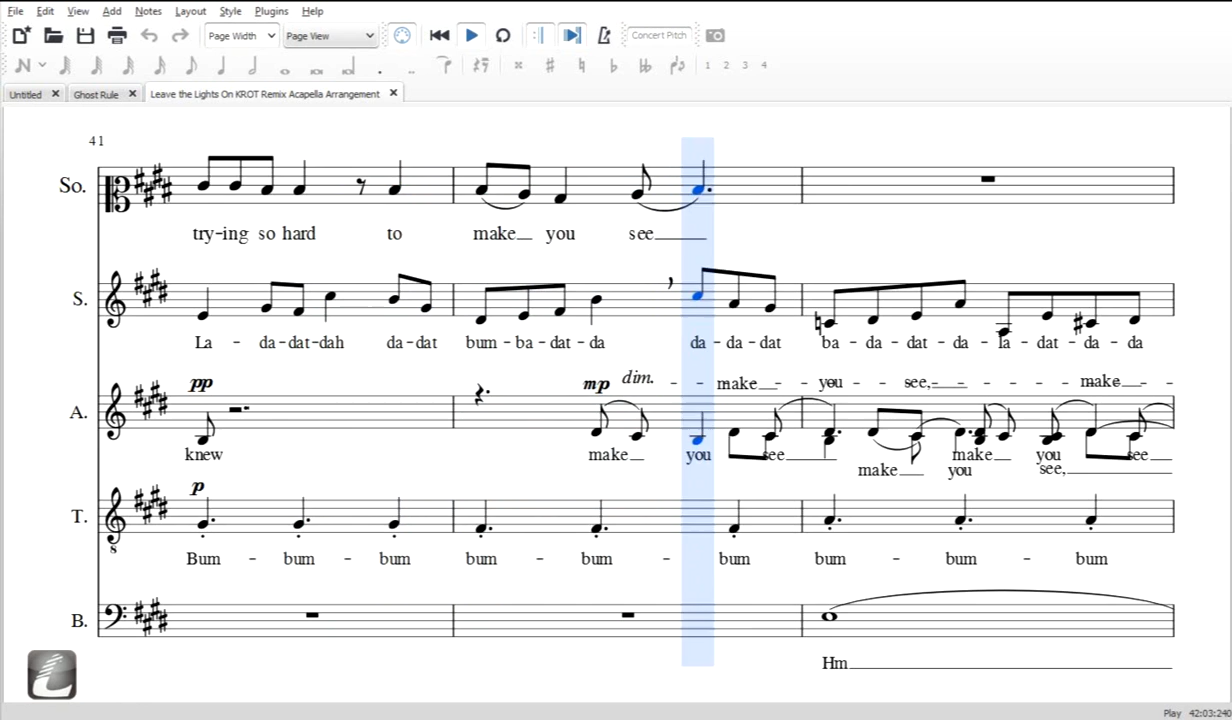 File Edit View Add Notes Layout Style Plugins Help
Page Width Page View Concert Pitch
1 2 3 4
Untitled Ghost Rule Leave the Lights On KROT Remix Acapella Arrangement
41
So.
try-ing so hard to make you see
S.
La - da-dat-dah da-dat bum-ba-dat-da da-da-dat ba-da-dat-da-la-dat-da-da
pp mp dim. make you see, make
A.
knew make you see make you see
make you see,
p
T.
8
Bum - bum - bum bum - bum - bum bum - bum - bum
B.
Hm
Play 42:03:240